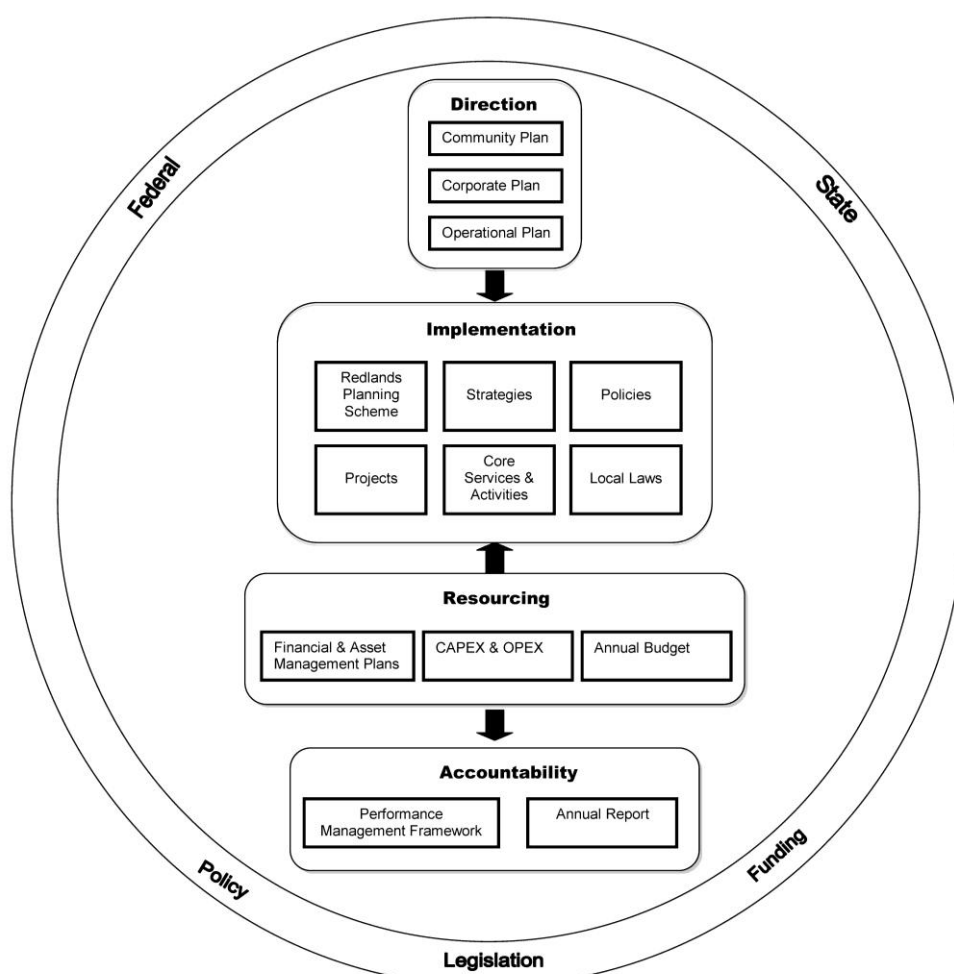 Federal
State
Direction
Community Plan
Corporate Plan
Operational Plan
Implementation
Redlands
Planning
Scheme
Strategies
Policies
Projects
Core
Services &
Activities
Local Laws
Resourcing
Financial & Asset
Management Plans
CAPEX & OPEX
Annual Budget
Accountability
Performance
Management Framework
Annual Report
Policy
Legislation
Funding